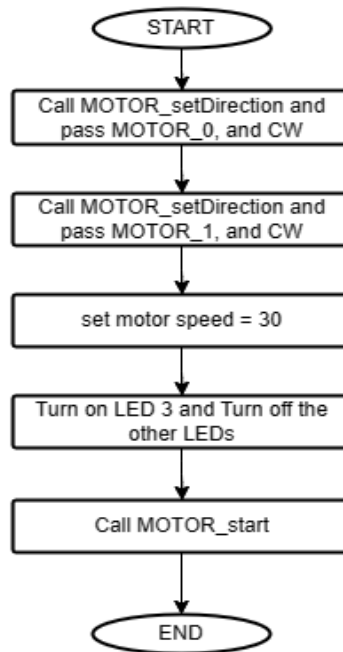 START
Call MOTOR_setDirection and
pass MOTOR_0, and CW
Call MOTOR_setDirection and
pass MOTOR_1, and CW
set motor speed = 30
Turn on LED 3 and Turn off the
other LEDs
Call MOTOR_start
END